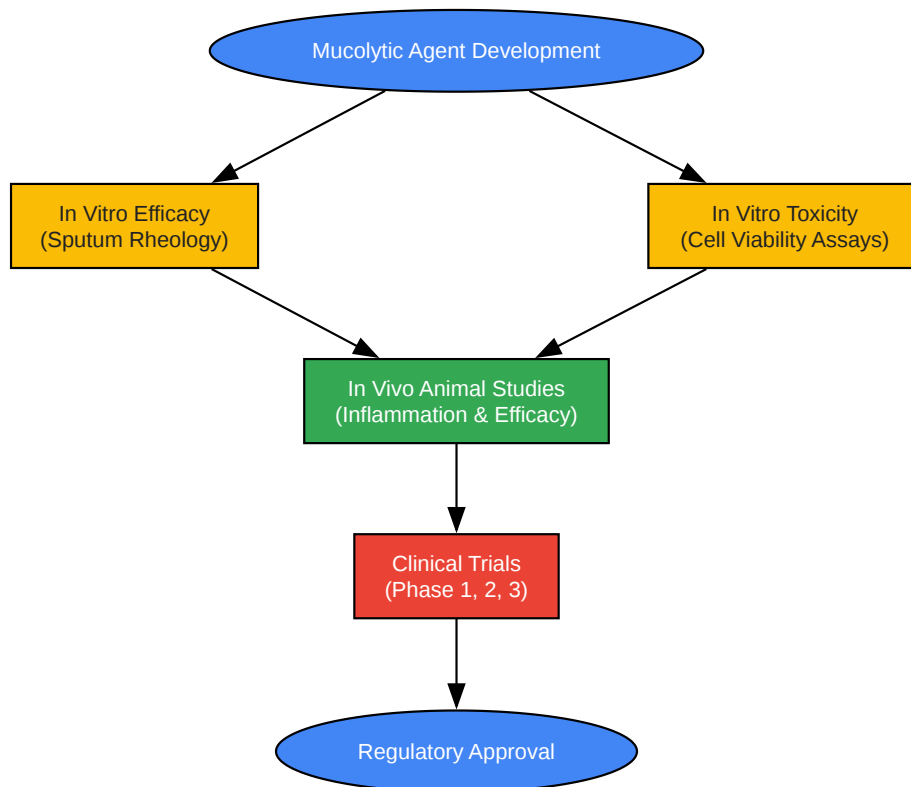 Mucolytic Agent Development
In Vitro Efficacy
(Sputum Rheology)
In Vitro Toxicity
(Cell Viability Assays)
In Vivo Animal Studies
(Inflammation & Efficacy)
Clinical Trials
(Phase 1, 2, 3)
Regulatory Approval